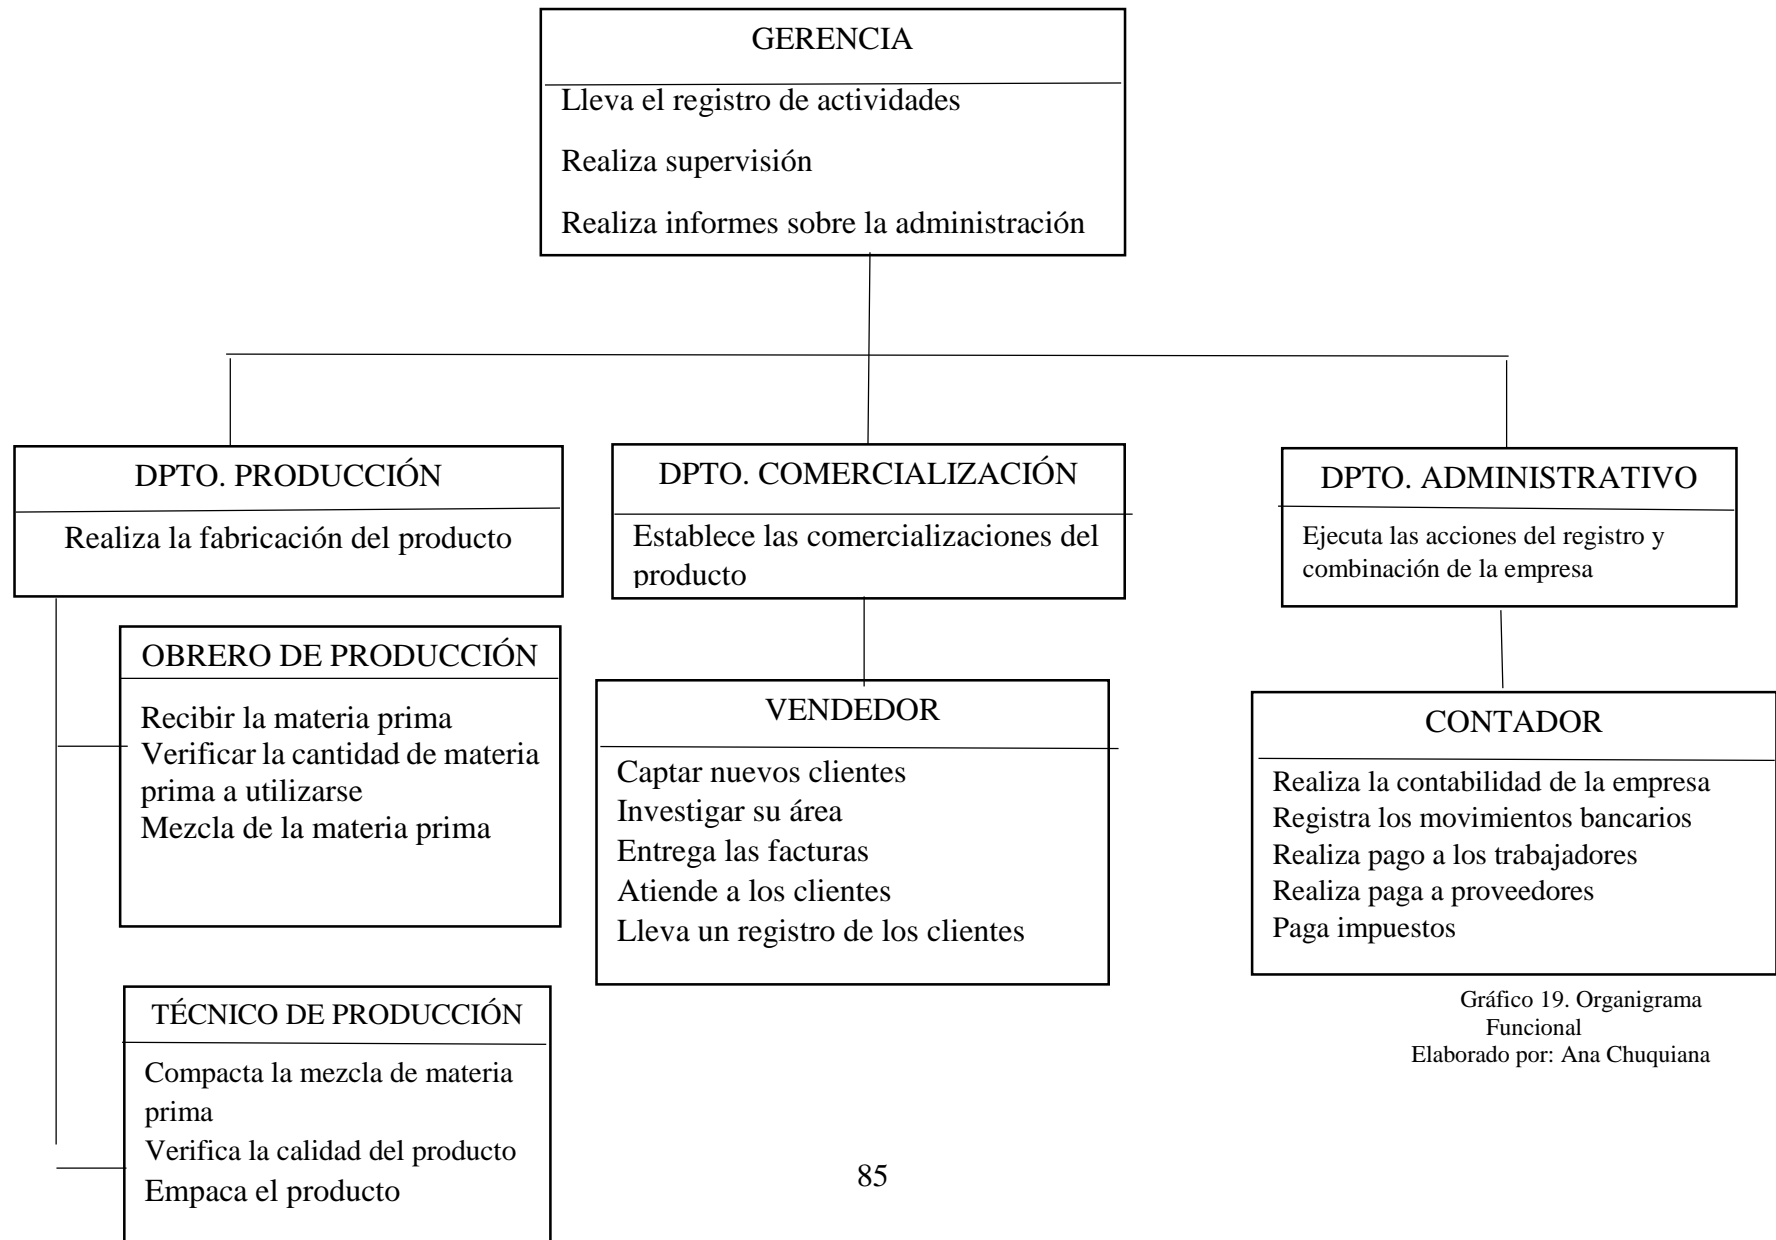 GERENCIA
Lleva el registro de actividades
Realiza supervisión
Realiza informes sobre la administración
DPTO. PRODUCCIÓN
Realiza la fabricación del producto
OBRERO DE PRODUCCIÓN
Recibir la materia prima
Verificar la cantidad de materia
prima a utilizarse
Mezcla de la materia prima
TÉCNICO DE PRODUCCIÓN
Compacta la mezcla de materia
prima
Verifica la calidad del producto
Empaca el producto
DPTO. COMERCIALIZACIÓN
Establece las comercializaciones del
producto
VENDEDOR
Captar nuevos clientes
Investigar su área
Entrega las facturas
Atiende a los clientes
Lleva un registro de los clientes
DPTO. ADMINISTRATIVO
Ejecuta las acciones del registro y
combinación de la empresa
CONTADOR
Realiza la contabilidad de la empresa
Registra los movimientos bancarios
Realiza pago a los trabajadores
Realiza paga a proveedores
Paga impuestos
Gráfico 19. Organigrama
Funcional
Elaborado por: Ana Chuquiana
85